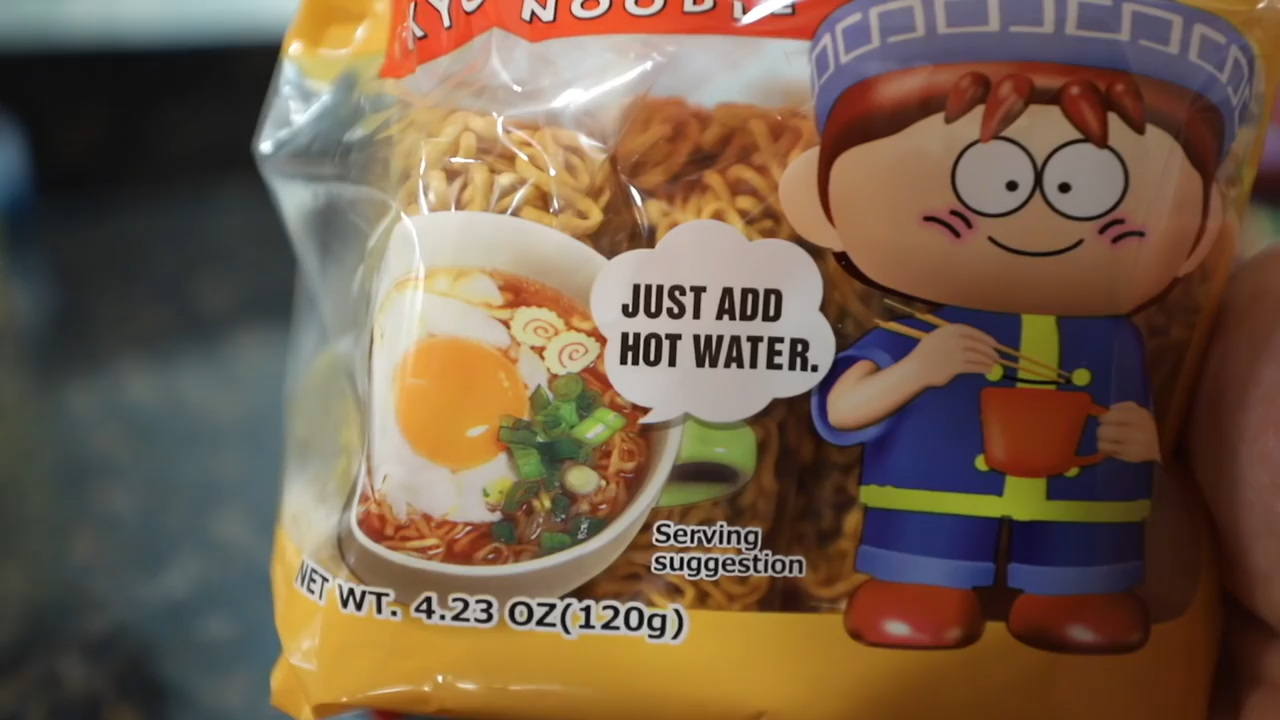 JUST ADD
HOT WATER.
Serving
suggestion
NET WT. 4.23 OZ(120g)